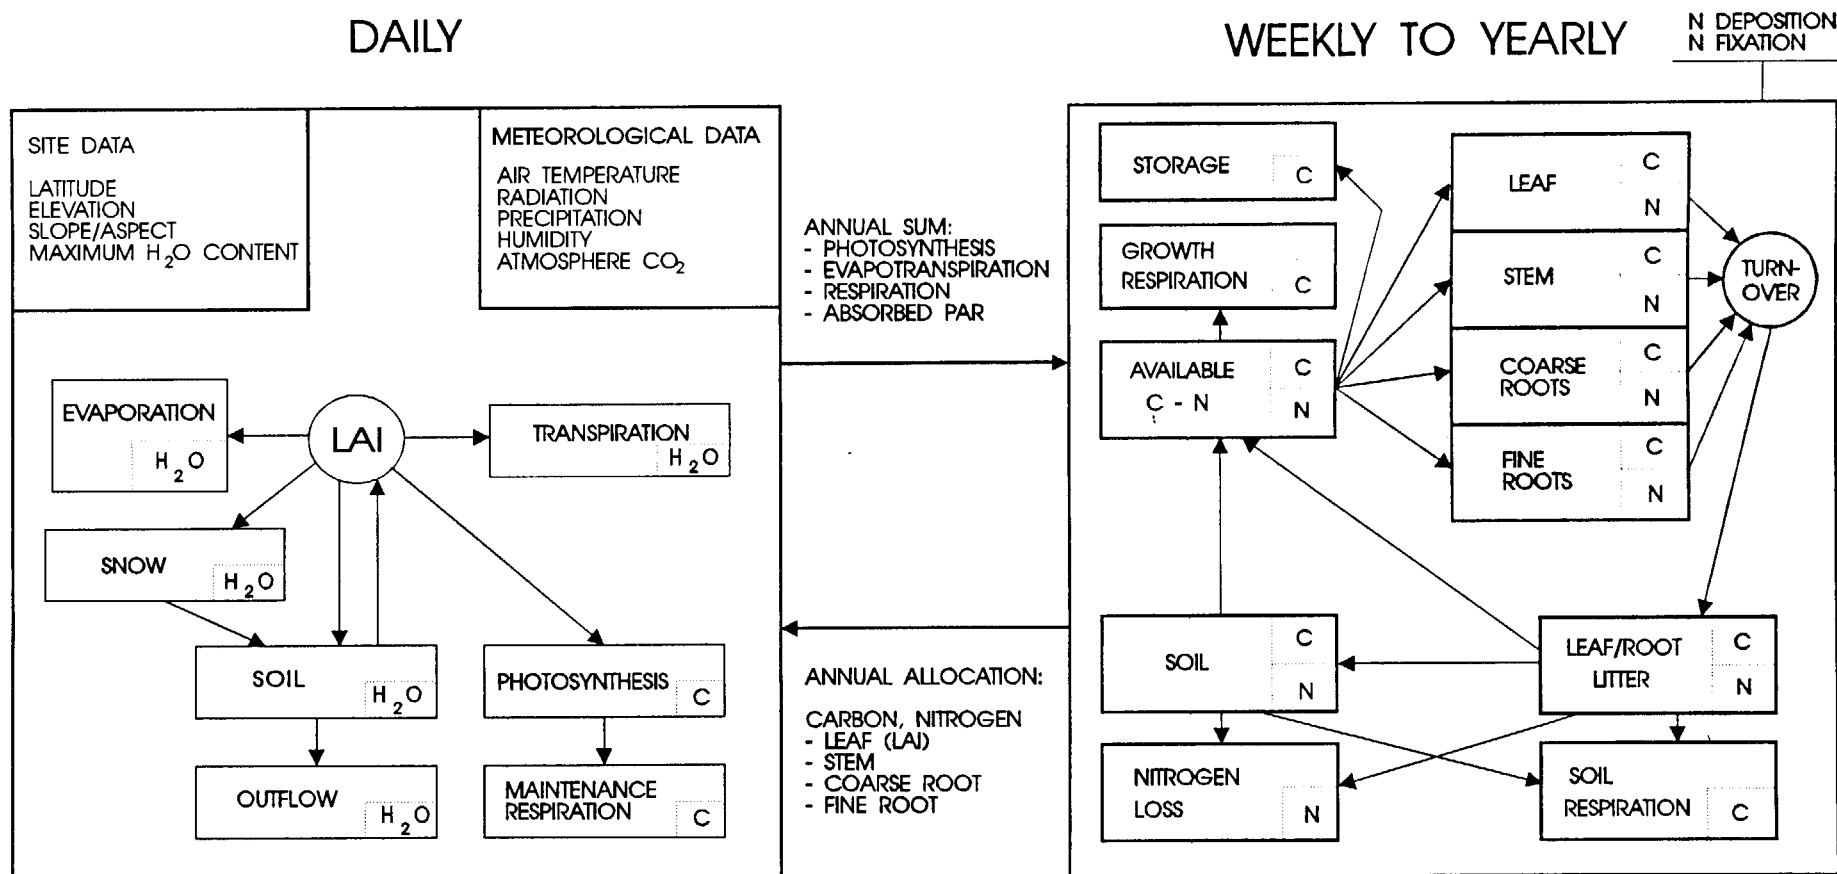 DAILY
WEEKLY TO YEARLY
N DEPOSITION
N FIXATION
SITE DATA
LATITUDE
ELEVATION
SLOPE/ASPECT
MAXIMUM H2O CONTENT
METEOROLOGICAL DATA
AIR TEMPERATURE
RADIATION
PRECIPITATION
HUMIDITY
ATMOSPHERE CO2
EVAPORATION
H2O
LAI
TRANSPIRATION
H2O
SNOW
H2O
SOIL
H2O
PHOTOSYNTHESIS
C
OUTFLOW
H2O
MAINTENANCE
RESPIRATION
C
ANNUAL SUM:
- PHOTOSYNTHESIS
- EVAPOTRANSPIRATION
- RESPIRATION
- ABSORBED PAR
ANNUAL ALLOCATION:
CARBON, NITROGEN
- LEAF (LAI)
- STEM
- COARSE ROOT
- FINE ROOT
STORAGE
C
GROWTH
RESPIRATION
C
AVAILABLE
C - N
C
N
LEAF
C
N
STEM
C
N
COARSE
ROOTS
C
N
FINE
ROOTS
C
N
TURN-
OVER
SOIL
C
N
LEAF/ROOT
LITTER
C
N
NITROGEN
LOSS
N
SOIL
RESPIRATION
C